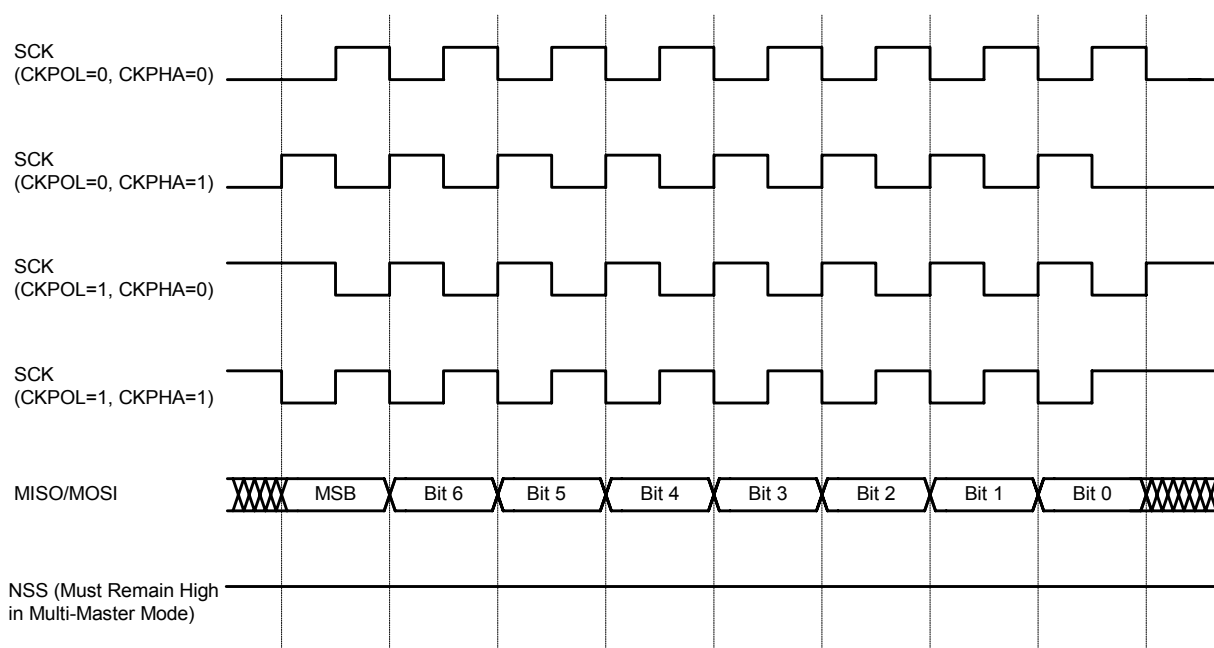 SCK
(CKPOL=0, CKPHA=0)
SCK
(CKPOL=0, CKPHA=1)
SCK
(CKPOL=1, CKPHA=0)
SCK
(CKPOL=1, CKPHA=1)
MISO/MOSI MSB Bit 6 Bit 5 Bit 4 Bit 3 Bit 2 Bit 1 Bit 0
NSS (Must Remain High
in Multi-Master Mode)